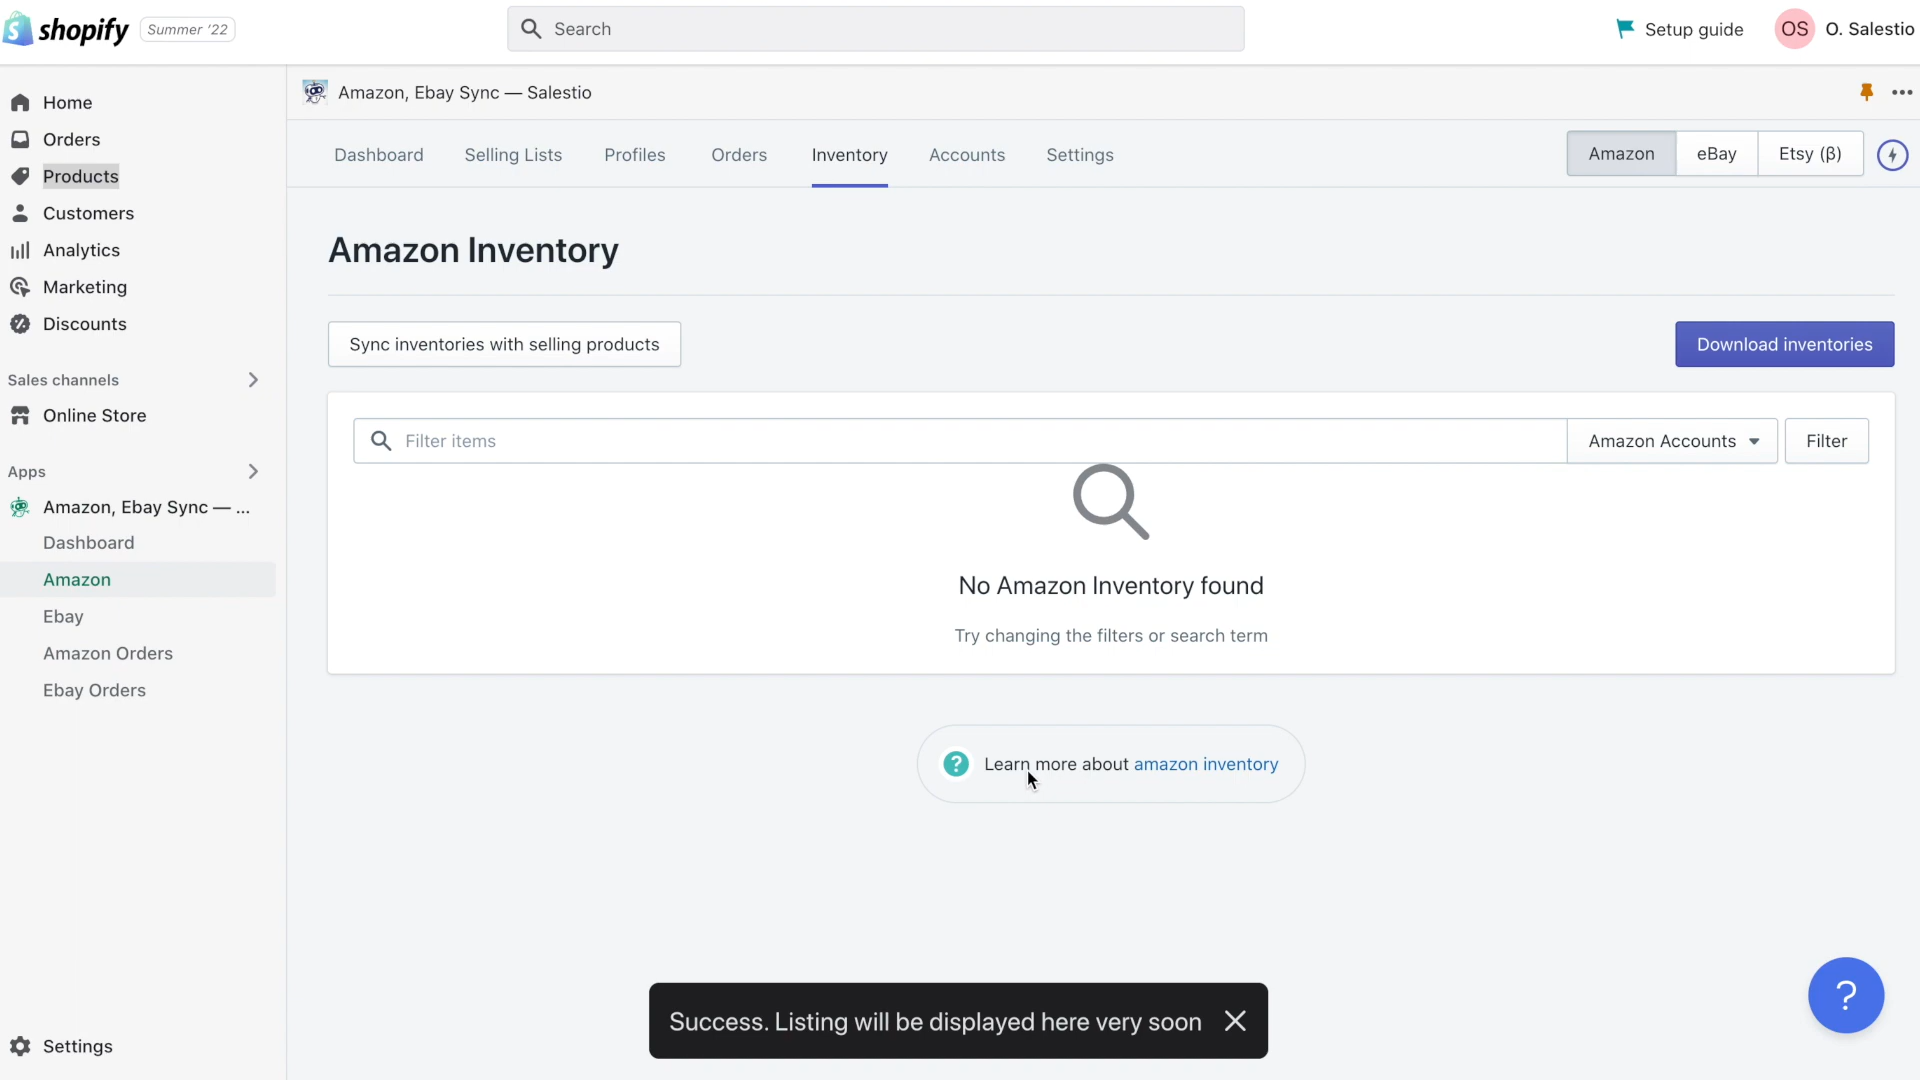 shopify Summer '22
Search
Setup guide
OS O. Salestio
Home
Orders
Products
Customers
Analytics
Marketing
Discounts
Sales channels
Online Store
Apps
Amazon, Ebay Sync — ...
Dashboard
Amazon
Ebay
Amazon Orders
Ebay Orders
Settings
Amazon, Ebay Sync — Salestio
Dashboard Selling Lists Profiles Orders Inventory Accounts Settings
Amazon eBay Etsy (β)
Amazon Inventory
Sync inventories with selling products
Download inventories
Filter items
Amazon Accounts
Filter
No Amazon Inventory found
Try changing the filters or search term
? Learn more about amazon inventory
?
Success. Listing will be displayed here very soon